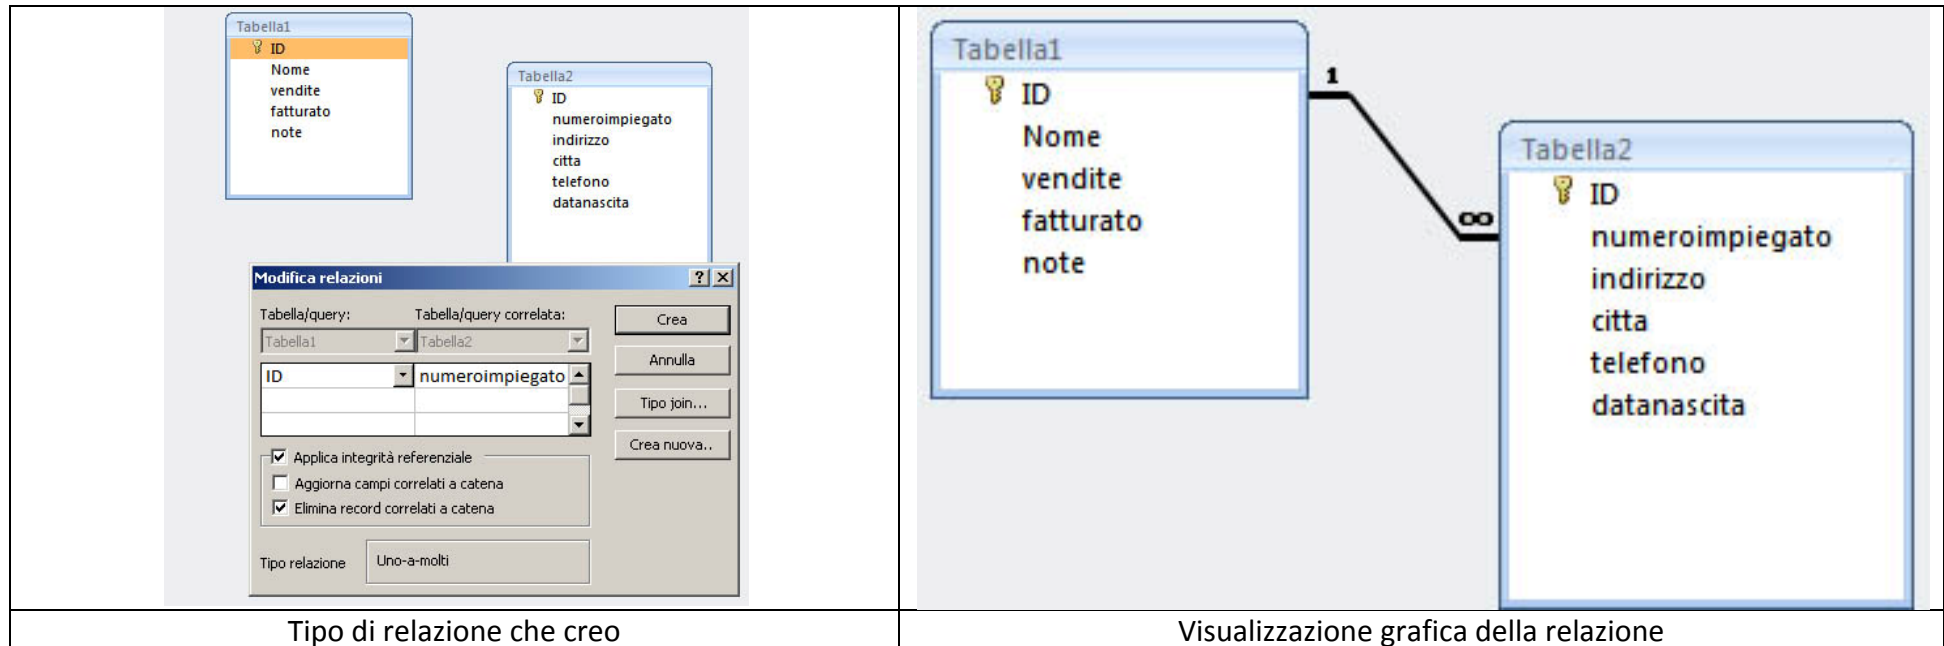 Tabella1
ID
Nome
vendite
fatturato
note
Tabella2
ID
numeroimpiegato
indirizzo
citta
telefono
datanascita
Modifica relazioni
Tabella/query: Tabella/query correlata:
Tabella1 Tabella2
ID numeroimpiegato
Crea
Annulla
Tipo join...
Crea nuova..
Applica integrità referenziale
Aggiorna campi correlati a catena
Elimina record correlati a catena
Tipo relazione Uno-a-molti
Tipo di relazione che creo
Tabella1
ID
Nome
vendite
fatturato
note
1
∞
Tabella2
ID
numeroimpiegato
indirizzo
citta
telefono
datanascita
Visualizzazione grafica della relazione